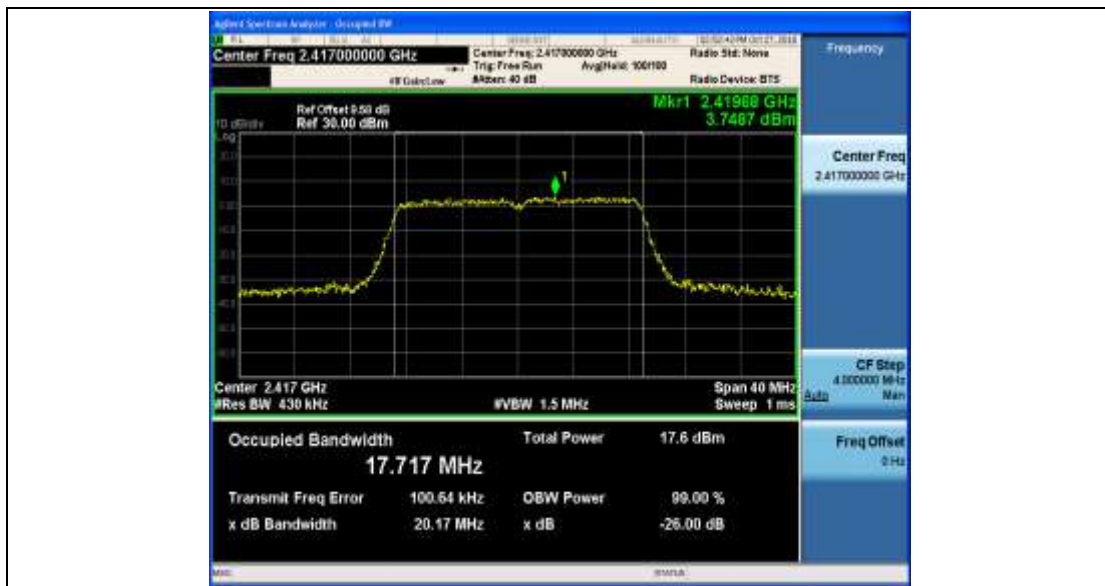 Agilent Spectrum Analyzer - Occupied BW
Center Freq 2.417000000 GHz
Center Freq: 2.417000000 GHz
Trig: Free Run Avg|Hold: 100/100
#IFGain:Low #Atten: 40 dB
Radio Std: None
Radio Device: BTS
Ref Offset 9.58 dB
10 dB/div Ref 30.00 dBm
Log
Mkr1 2.41968 GHz
3.7487 dBm
1
Center 2.417 GHz Span 40 MHz
#Res BW 430 kHz #VBW 1.5 MHz Sweep 1 ms
Occupied Bandwidth Total Power 17.6 dBm
17.717 MHz
Transmit Freq Error 100.64 kHz OBW Power 99.00 %
x dB Bandwidth 20.17 MHz x dB -26.00 dB
Frequency
Center Freq
2.417000000 GHz
CF Step
4.000000 MHz
Auto Man
Freq Offset
0 Hz
MSG STATUS